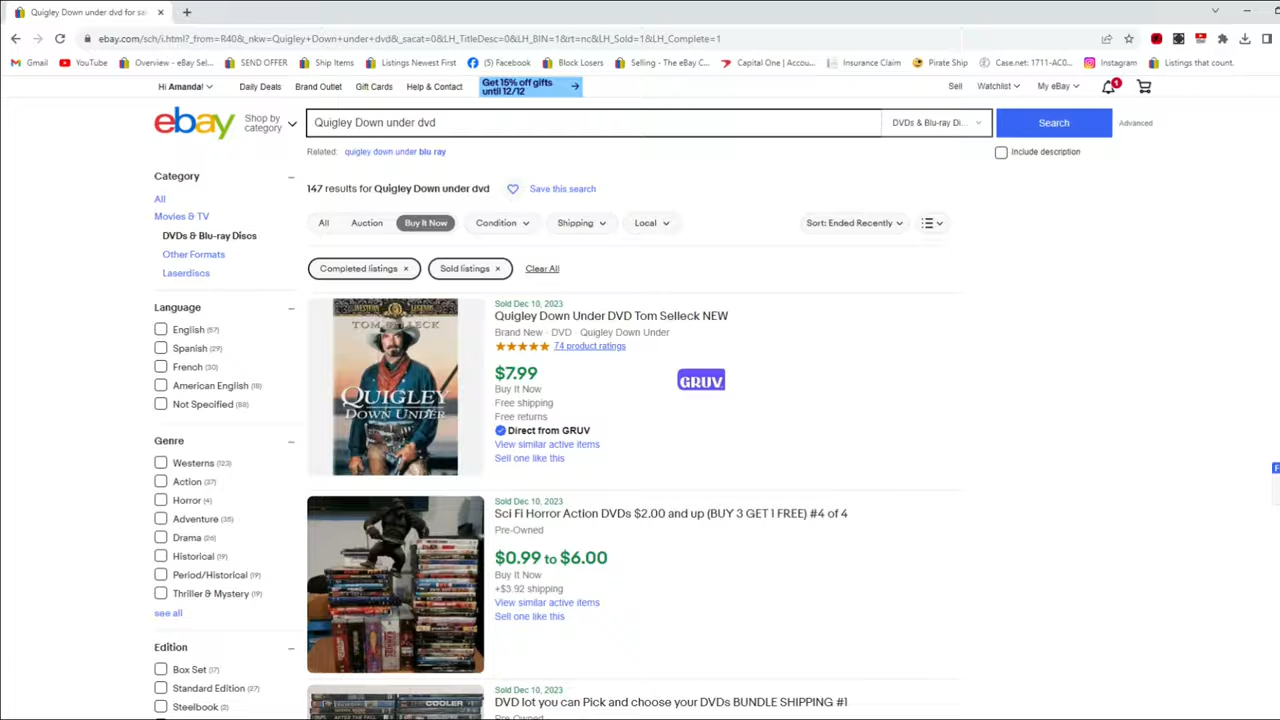 Quigley Down under dvd for sa
ebay.com/sch/i.html?_from=R40&_nkw=Quigley+Down+under+dvd&_sacat=0&LH_TitleDesc=0&LH_BIN=1&rt=nc&LH_Sold=1&LH_Complete=1
Gmail YouTube Overview - eBay Sel... SEND OFFER Ship Items Listings Newest First (5) Facebook Block Losers Selling - The eBay C... Capital One | Accou... Insurance Claim Pirate Ship Case.net: 1711-AC0... Instagram Listings that count.
Hi Amanda! Daily Deals Brand Outlet Gift Cards Help & Contact
Get 15% off gifts
until 12/12
Sell Watchlist My eBay 1
ebay
Shop by
category
Quigley Down under dvd
DVDs & Blu-ray Di...
Search
Advanced
Related: quigley down under blu ray
Include description
Category
All
Movies & TV
DVDs & Blu-ray Discs
Other Formats
Laserdiscs
147 results for Quigley Down under dvd Save this search
All Auction Buy It Now Condition Shipping Local Sort: Ended Recently
Completed listings × Sold listings × Clear All
Language
English (57)
Spanish (29)
French (30)
American English (18)
Not Specified (88)
Genre
Westerns (123)
Action (37)
Horror (4)
Adventure (35)
Drama (26)
Historical (19)
Period/Historical (19)
Thriller & Mystery (19)
see all
Edition
Box Set (17)
Standard Edition (27)
Steelbook (2)
TOM SELLECK
QUIGLEY
DOWN UNDER
Sold Dec 10, 2023
Quigley Down Under DVD Tom Selleck NEW
Brand New · DVD · Quigley Down Under
74 product ratings
$7.99
Buy It Now
Free shipping
Free returns
Direct from GRUV
View similar active items
Sell one like this
GRUV
Sold Dec 10, 2023
Sci Fi Horror Action DVDs $2.00 and up (BUY 3 GET 1 FREE) #4 of 4
Pre-Owned
$0.99 to $6.00
Buy It Now
+$3.92 shipping
View similar active items
Sell one like this
COOLER
Sold Dec 10, 2023
DVD lot you can Pick and choose your DVDs BUNDLE SHIPPING #1
Pre-Owned